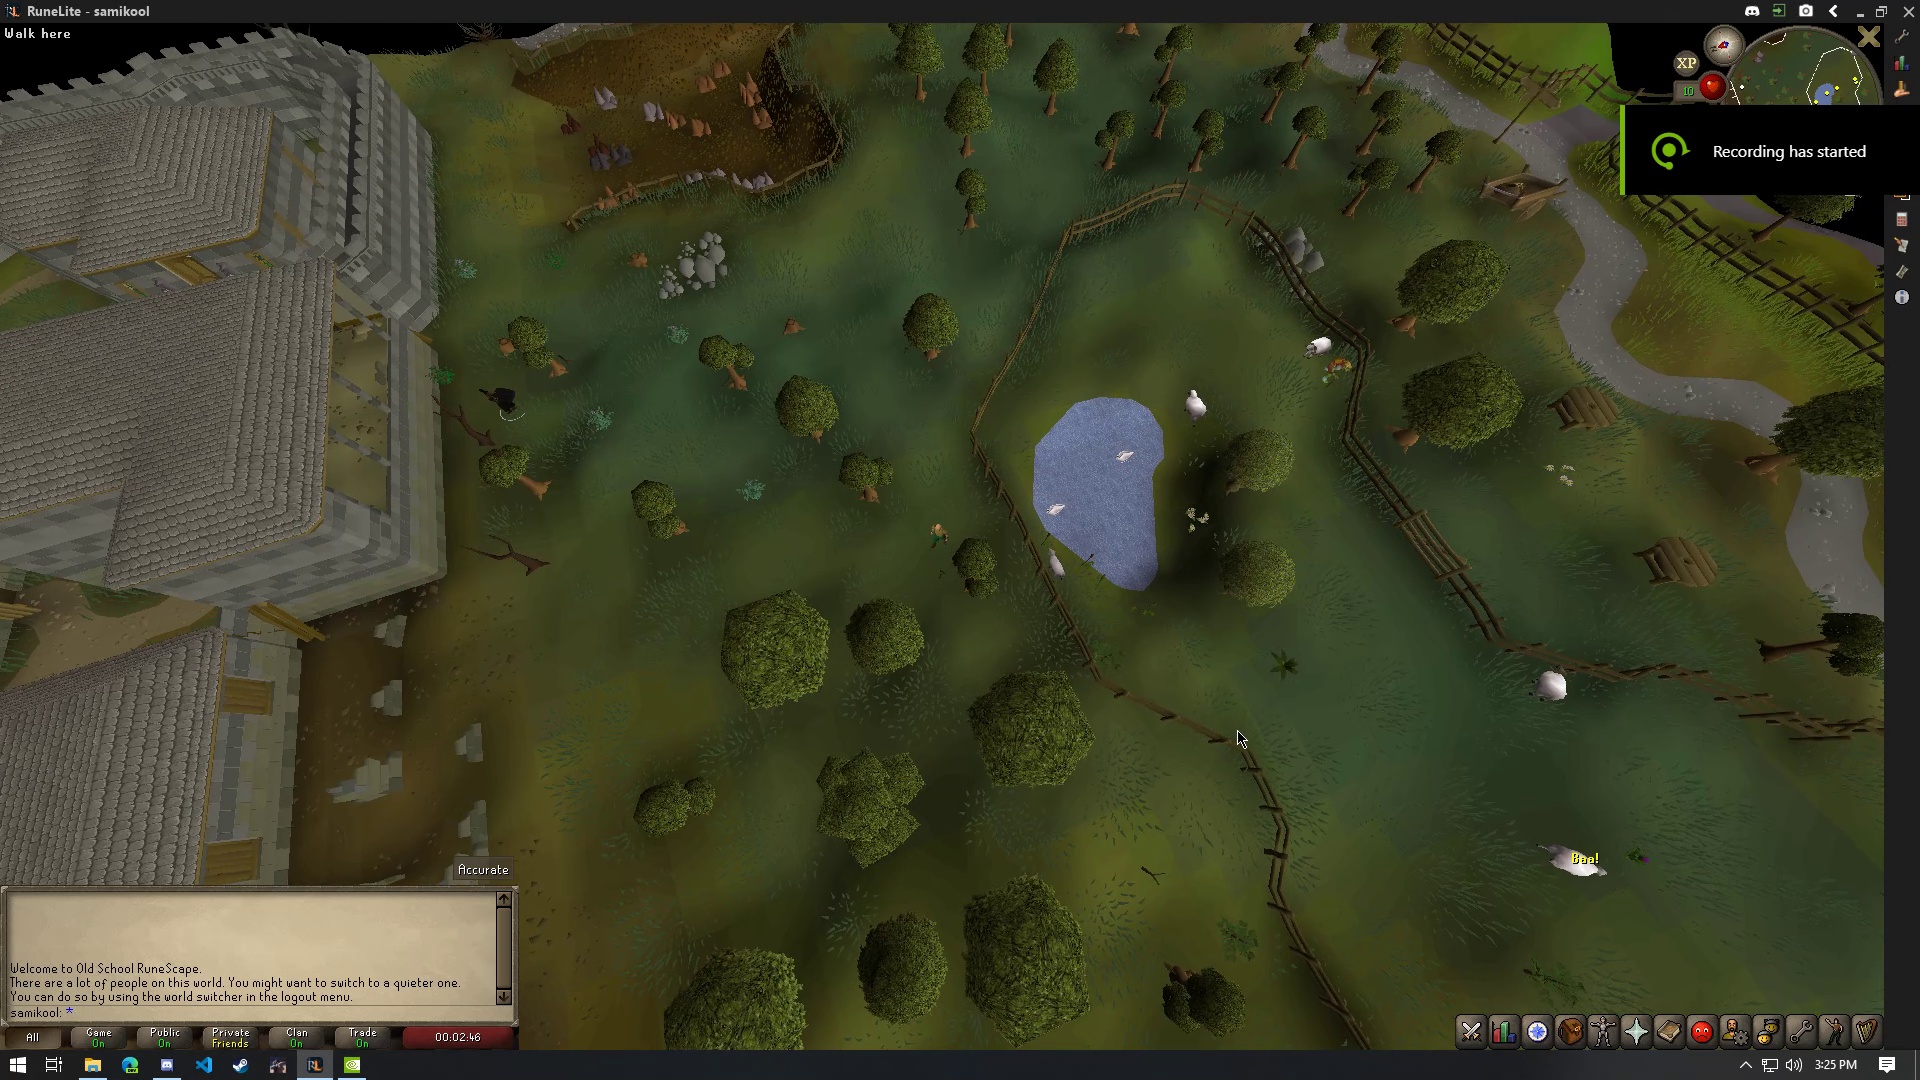 RuneLite - samikool
Walk here
XP
10
Recording has started
Baa!
Accurate
Welcome to Old School RuneScape.
There are a lot of people on this world. You might want to switch to a quieter one.
You can do so by using the world switcher in the logout menu.
samikool: *
All
Game
On
Public
On
Private
Friends
Clan
On
Trade
On
00:02:46
3:25 PM